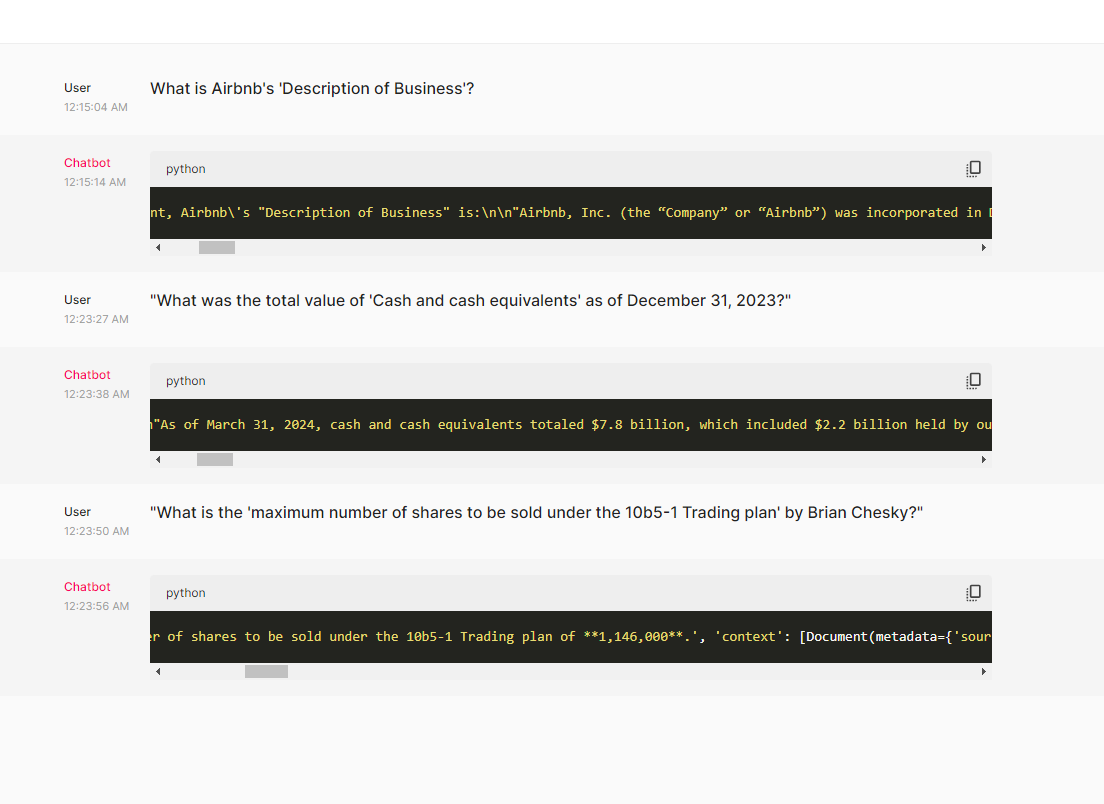 User
What is Airbnb's 'Description of Business'?
12:15:04 AM
Chatbot
python
12:15:14 AM
nt, Airbnb\'s "Description of Business" is:\n\n"Airbnb, Inc. (the “Company” or “Airbnb”) was incorporated in
User
"What was the total value of 'Cash and cash equivalents' as of December 31, 2023?"
12:23:27 AM
Chatbot
python
12:23:38 AM
"As of March 31, 2024, cash and cash equivalents totaled $7.8 billion, which included $2.2 billion held by ou
User
"What is the 'maximum number of shares to be sold under the 10b5-1 Trading plan' by Brian Chesky?"
12:23:50 AM
Chatbot
python
12:23:56 AM
er of shares to be sold under the 10b5-1 Trading plan of **1,146,000**.', 'context': [Document(metadata={'sour